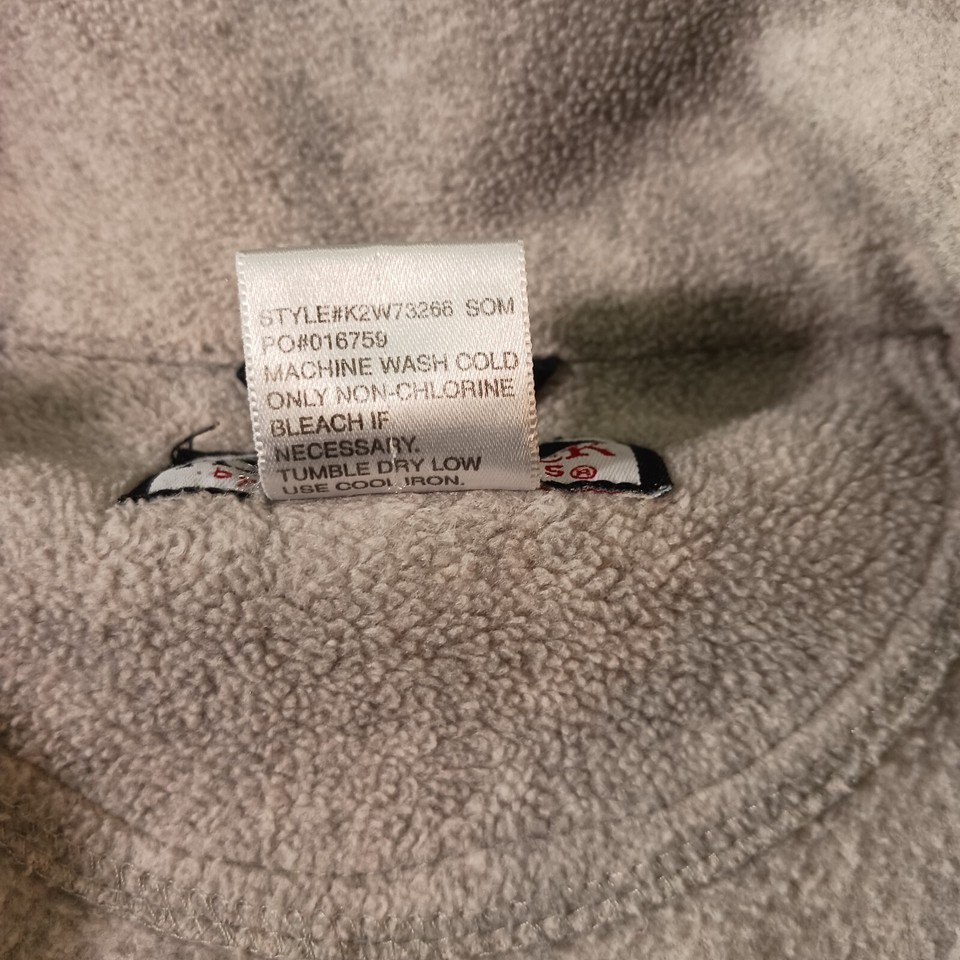 STYLE#K2W73266 SOM
PO#016759
MACHINE WASH COLD
ONLY NON-CHLORINE
BLEACH IF
NECESSARY.
TUMBLE DRY LOW
USE COOL IRON.